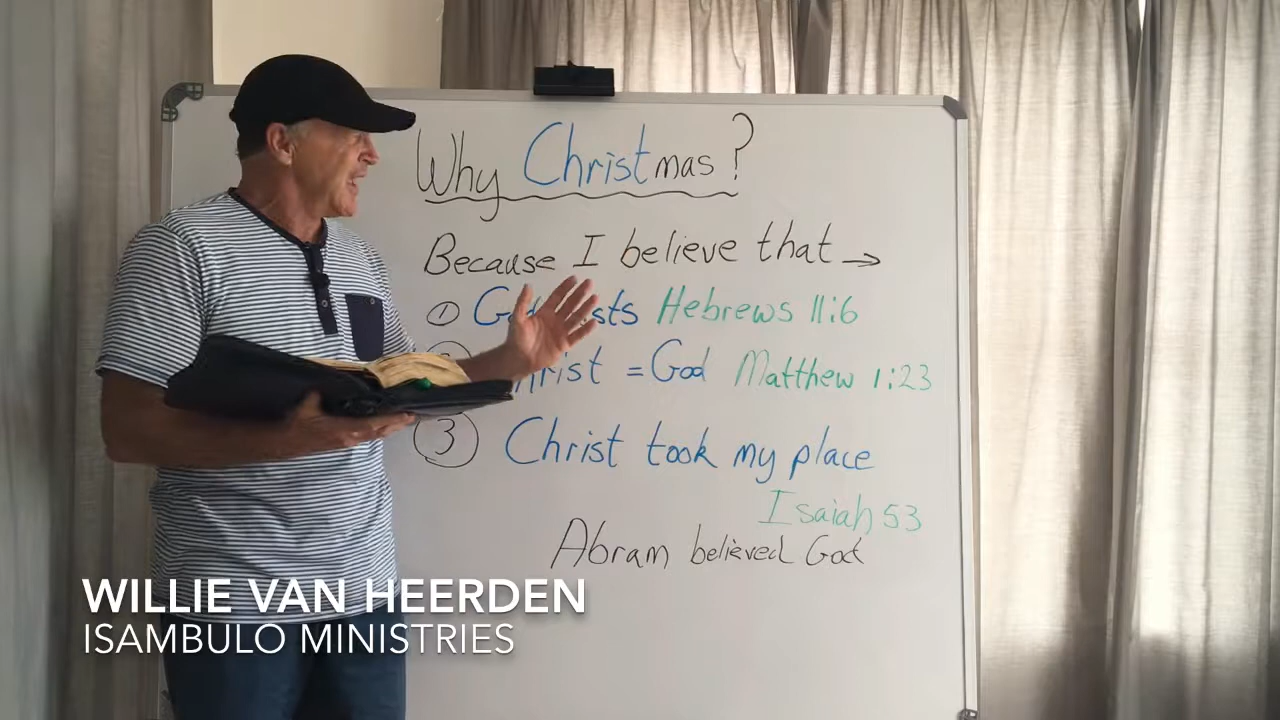 Why Christmas?
Because I believe that →
① Hebrews 11:6
= God Matthew 1:23
③ Christ took my place
Isaiah 53
Abram believed God
WILLIE VAN HEERDEN
ISAMBULO MINISTRIES